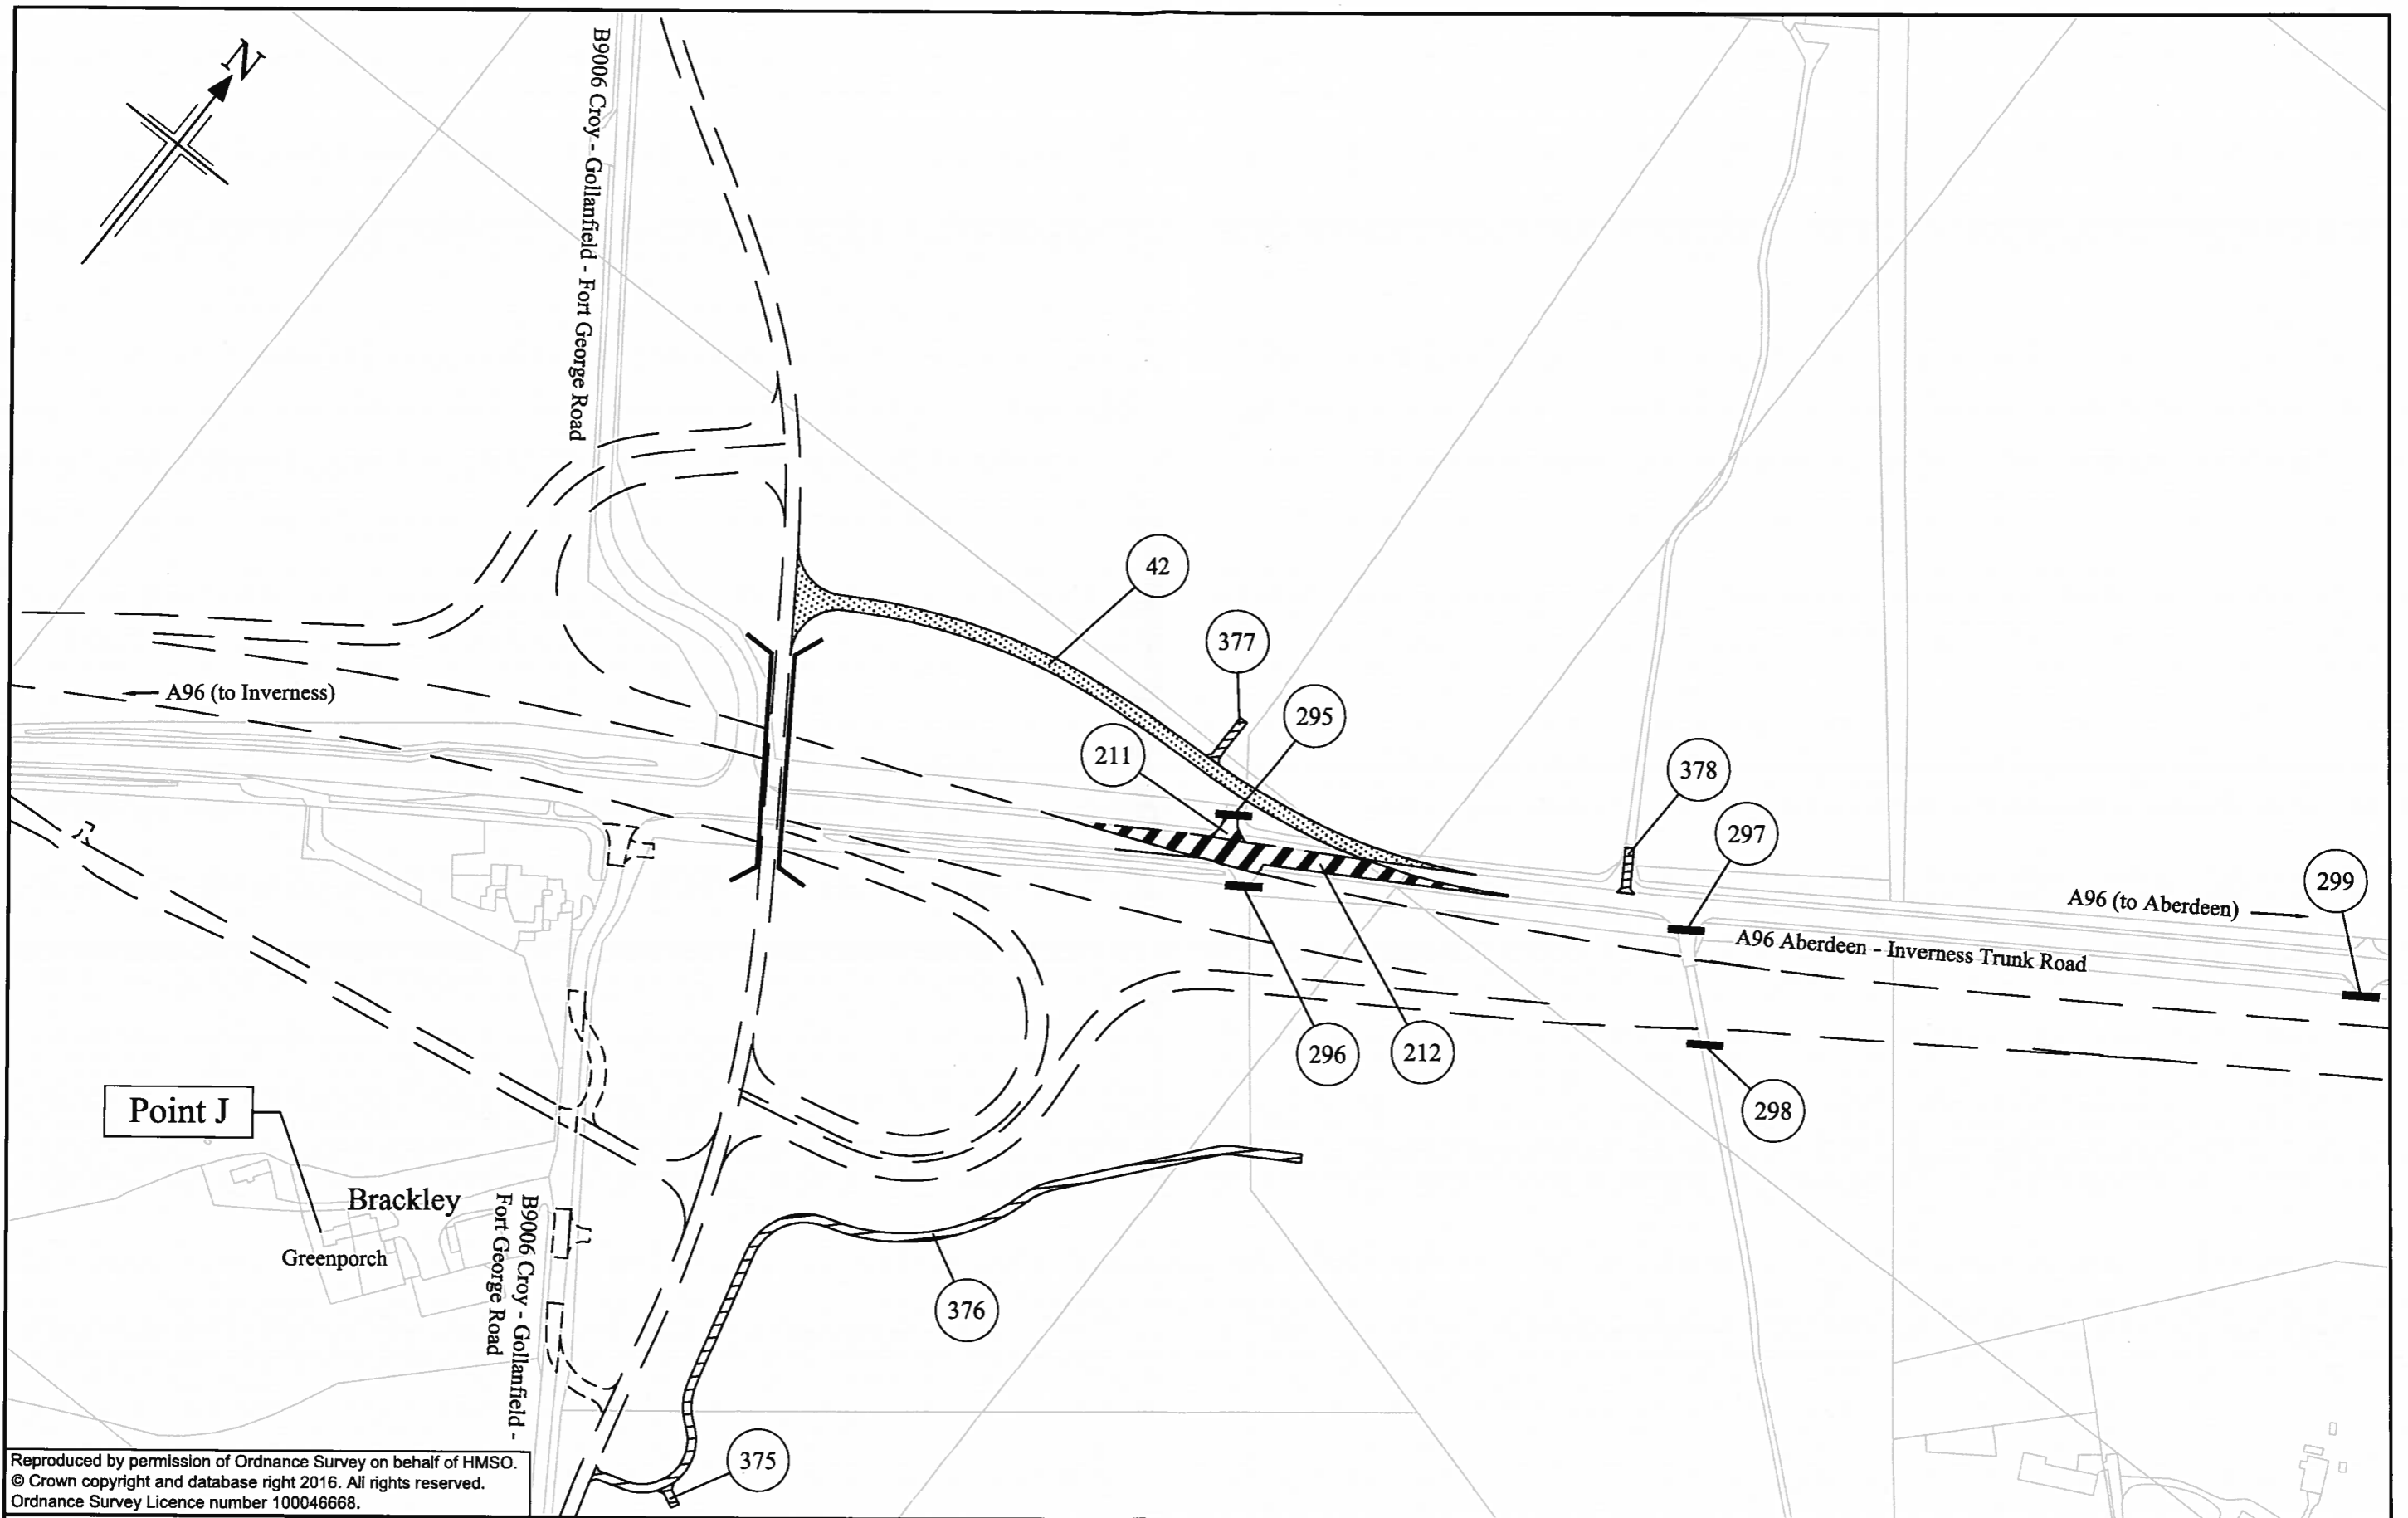 N
B9006 Croy - Gollanfield - Fort George Road
42
377
295
A96 (to Inverness)
211
378
297
299
A96 (to Aberdeen)
A96 Aberdeen - Inverness Trunk Road
296
212
298
Point J
Brackley
Greenporch
B9006 Croy - Gollanfield -
Fort George Road
376
375
Reproduced by permission of Ordnance Survey on behalf of HMSO.
© Crown copyright and database right 2016. All rights reserved.
Ordnance Survey Licence number 100046668.